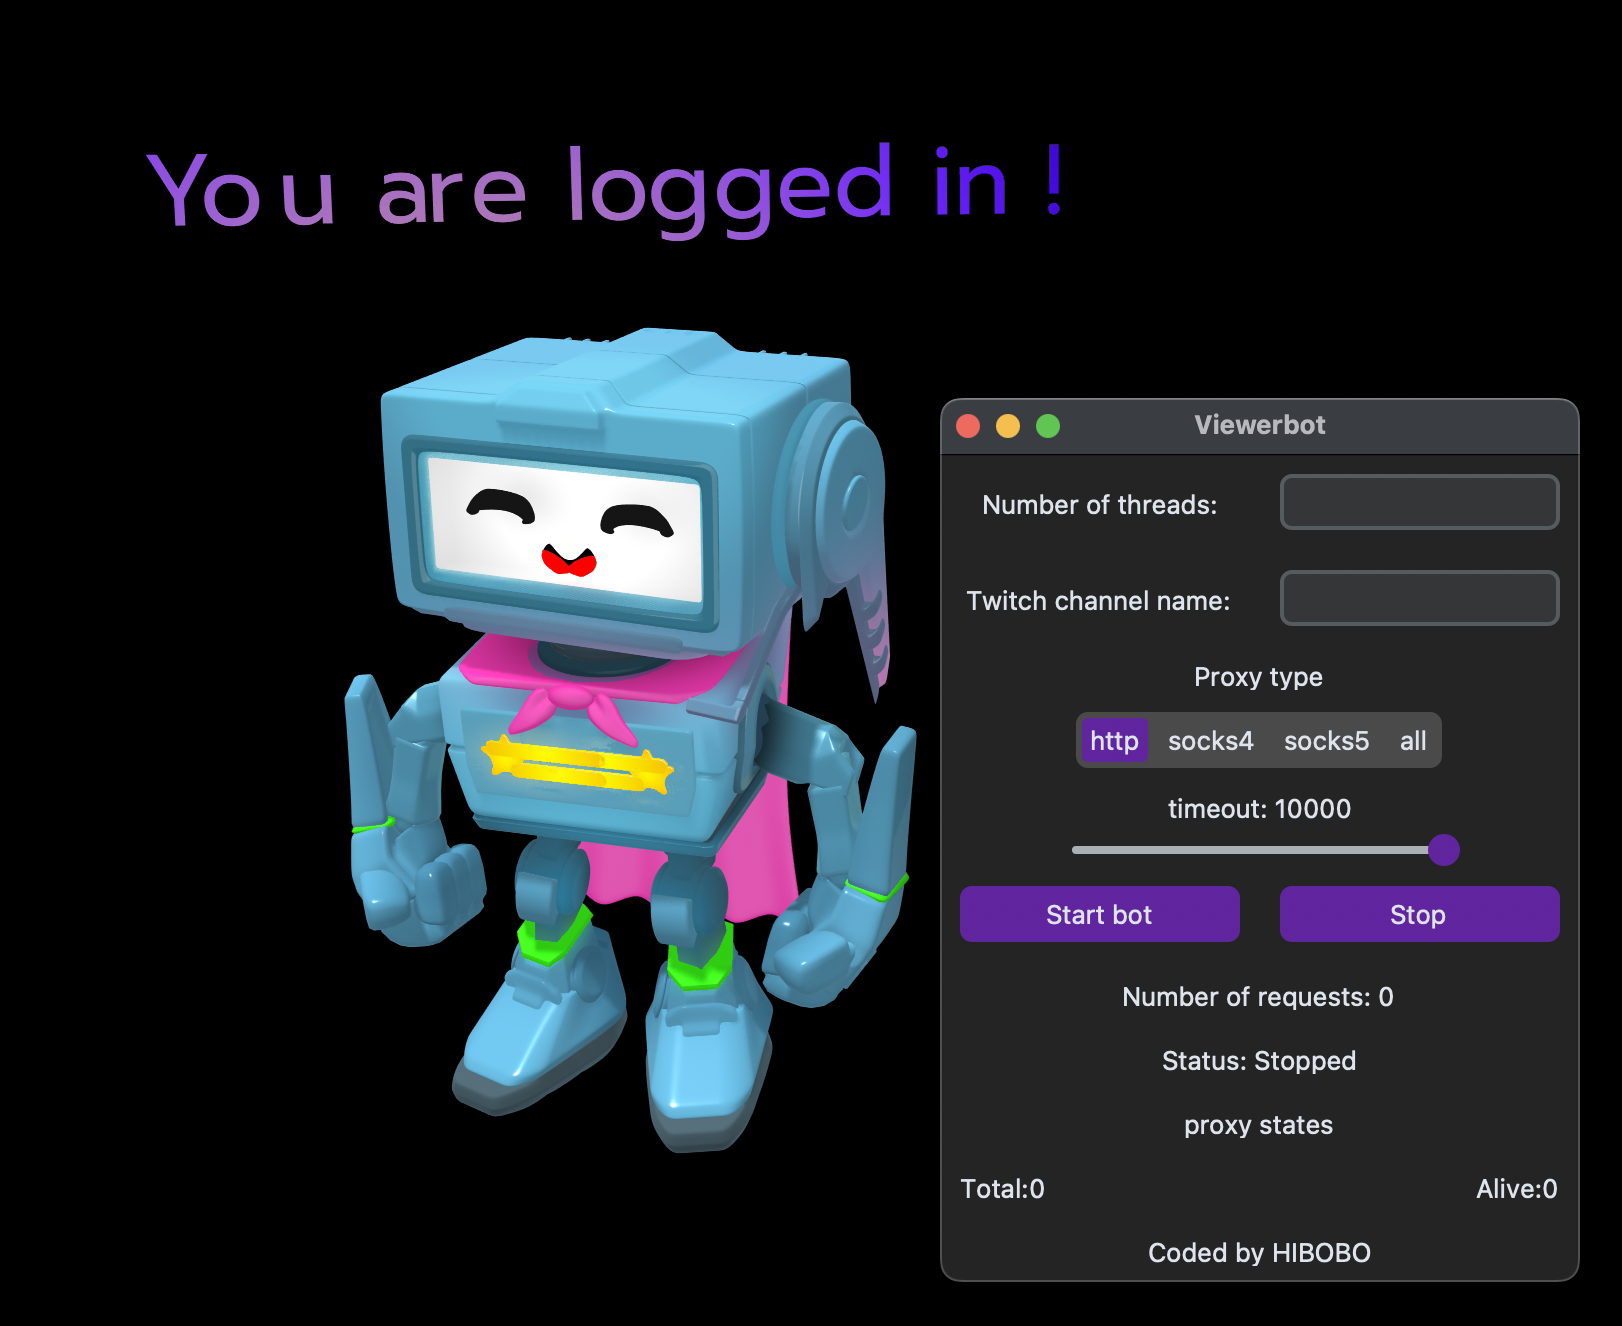 You are logged in !
Viewerbot
Number of threads:
Twitch channel name:
Proxy type
http socks4 socks5 all
timeout: 10000
Start bot Stop
Number of requests: 0
Status: Stopped
proxy states
Total:0 Alive:0
Coded by HIBOBO